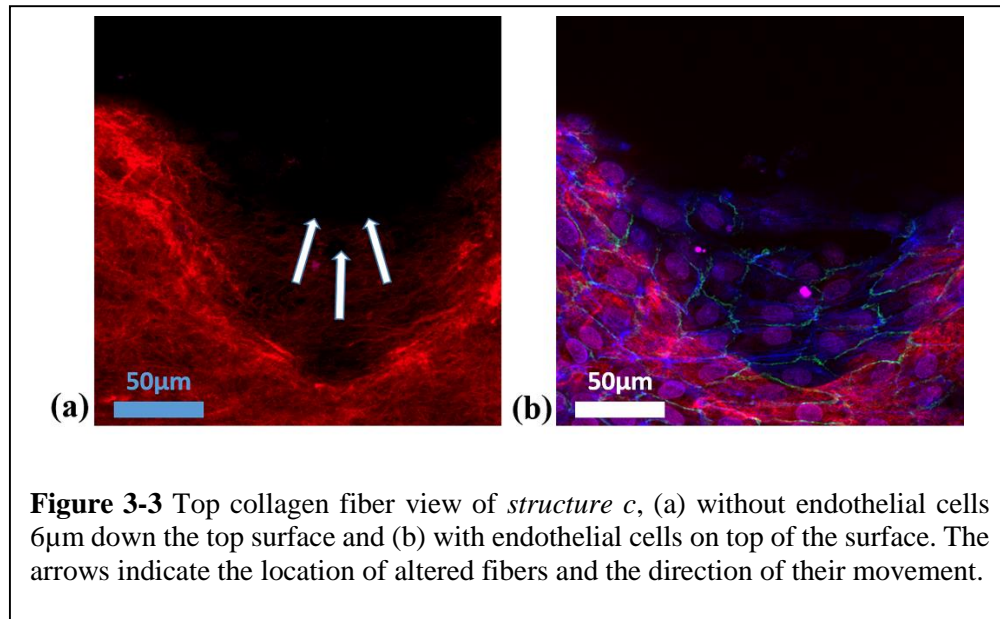 50µm
50µm
(a)
(b)
Figure 3-3 Top collagen fiber view of structure c, (a) without endothelial cells
6µm down the top surface and (b) with endothelial cells on top of the surface. The
arrows indicate the location of altered fibers and the direction of their movement.